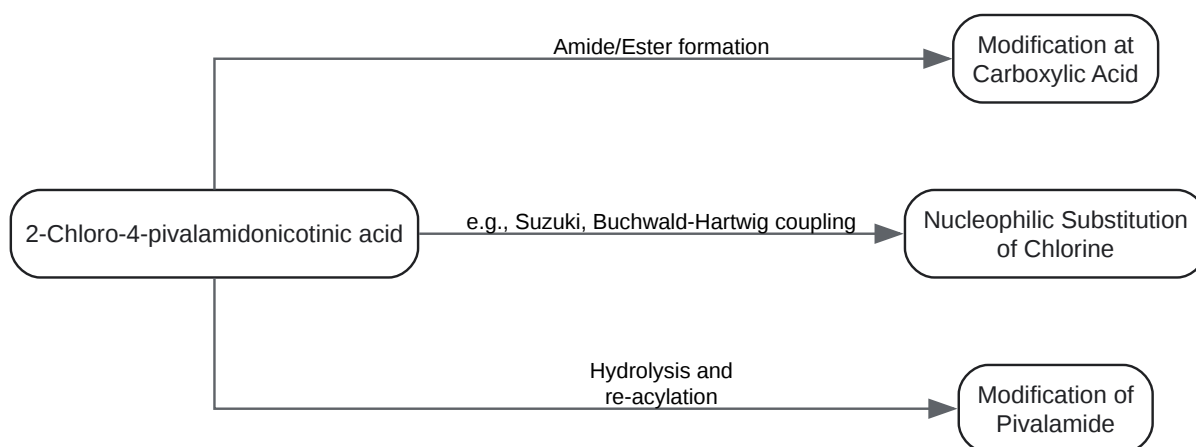 Amide/Ester formation
Modification at
Carboxylic Acid
2-Chloro-4-pivalamidonicotinic acid
e.g., Suzuki, Buchwald-Hartwig coupling
Nucleophilic Substitution
of Chlorine
Hydrolysis and
re-acylation
Modification of
Pivalamide